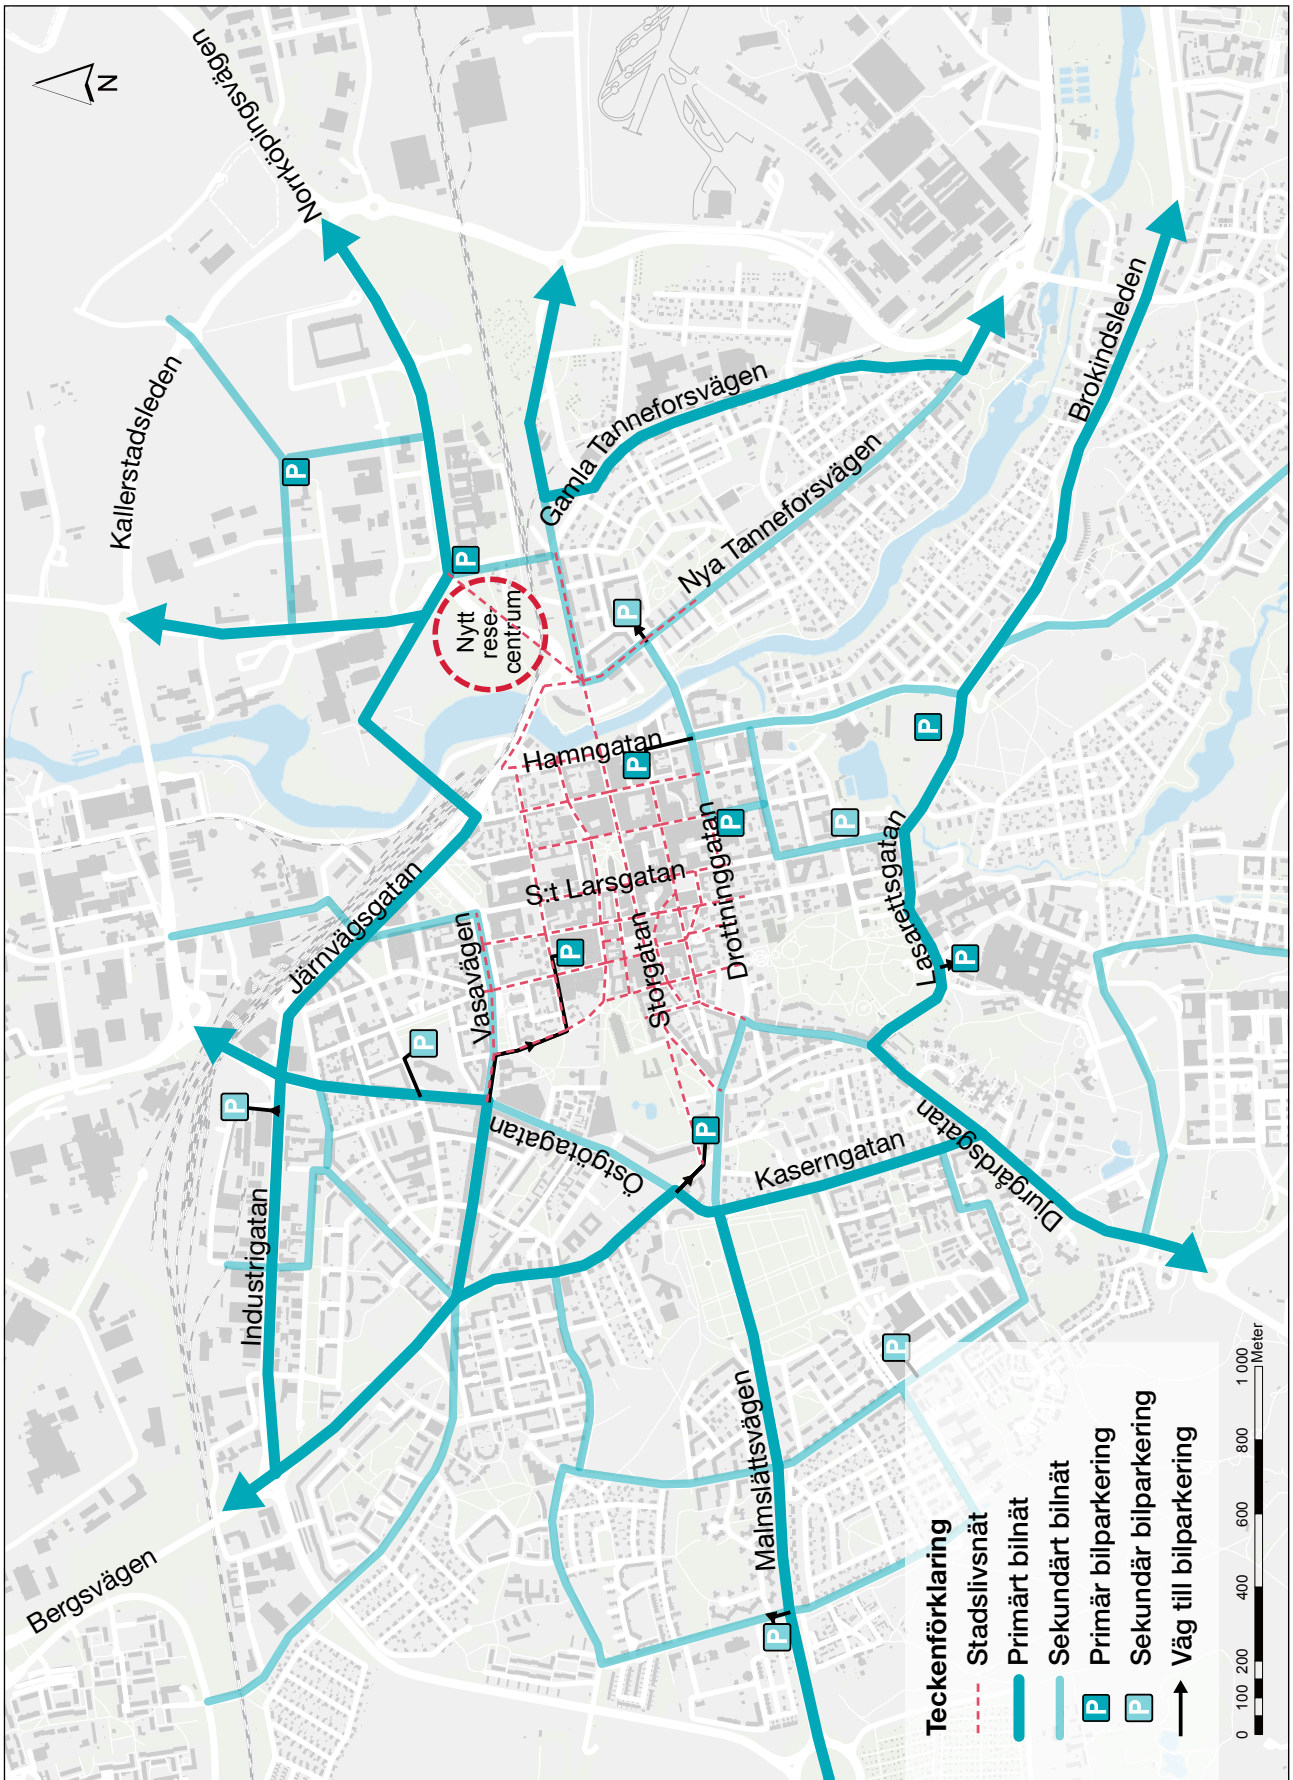 N
Norrköpingsvägen
Kallerstadsleden
P
P
Nytt
rese-
centrum
Gamla Tanneforsvägen
Nya Tanneforsvägen
P
Brokindsleden
Hamngatan
P
P
P
P
Järnvägsgatan
S:t Larsgatan
Drottninggatan
Lasarettsgatan
P
Vasavägen
P
Storgatan
P
P
Östgötagatan
P
Kaserngatan
Djurgårdsgatan
Industrigatan
Bergsvägen
Malmslättsvägen
P
P
Teckenförklaring
Stadslivsnät
Primärt bilnät
Sekundärt bilnät
P Primär bilparkering
P Sekundär bilparkering
Väg till bilparkering
0 100 200 400 600 800 1 000
Meter